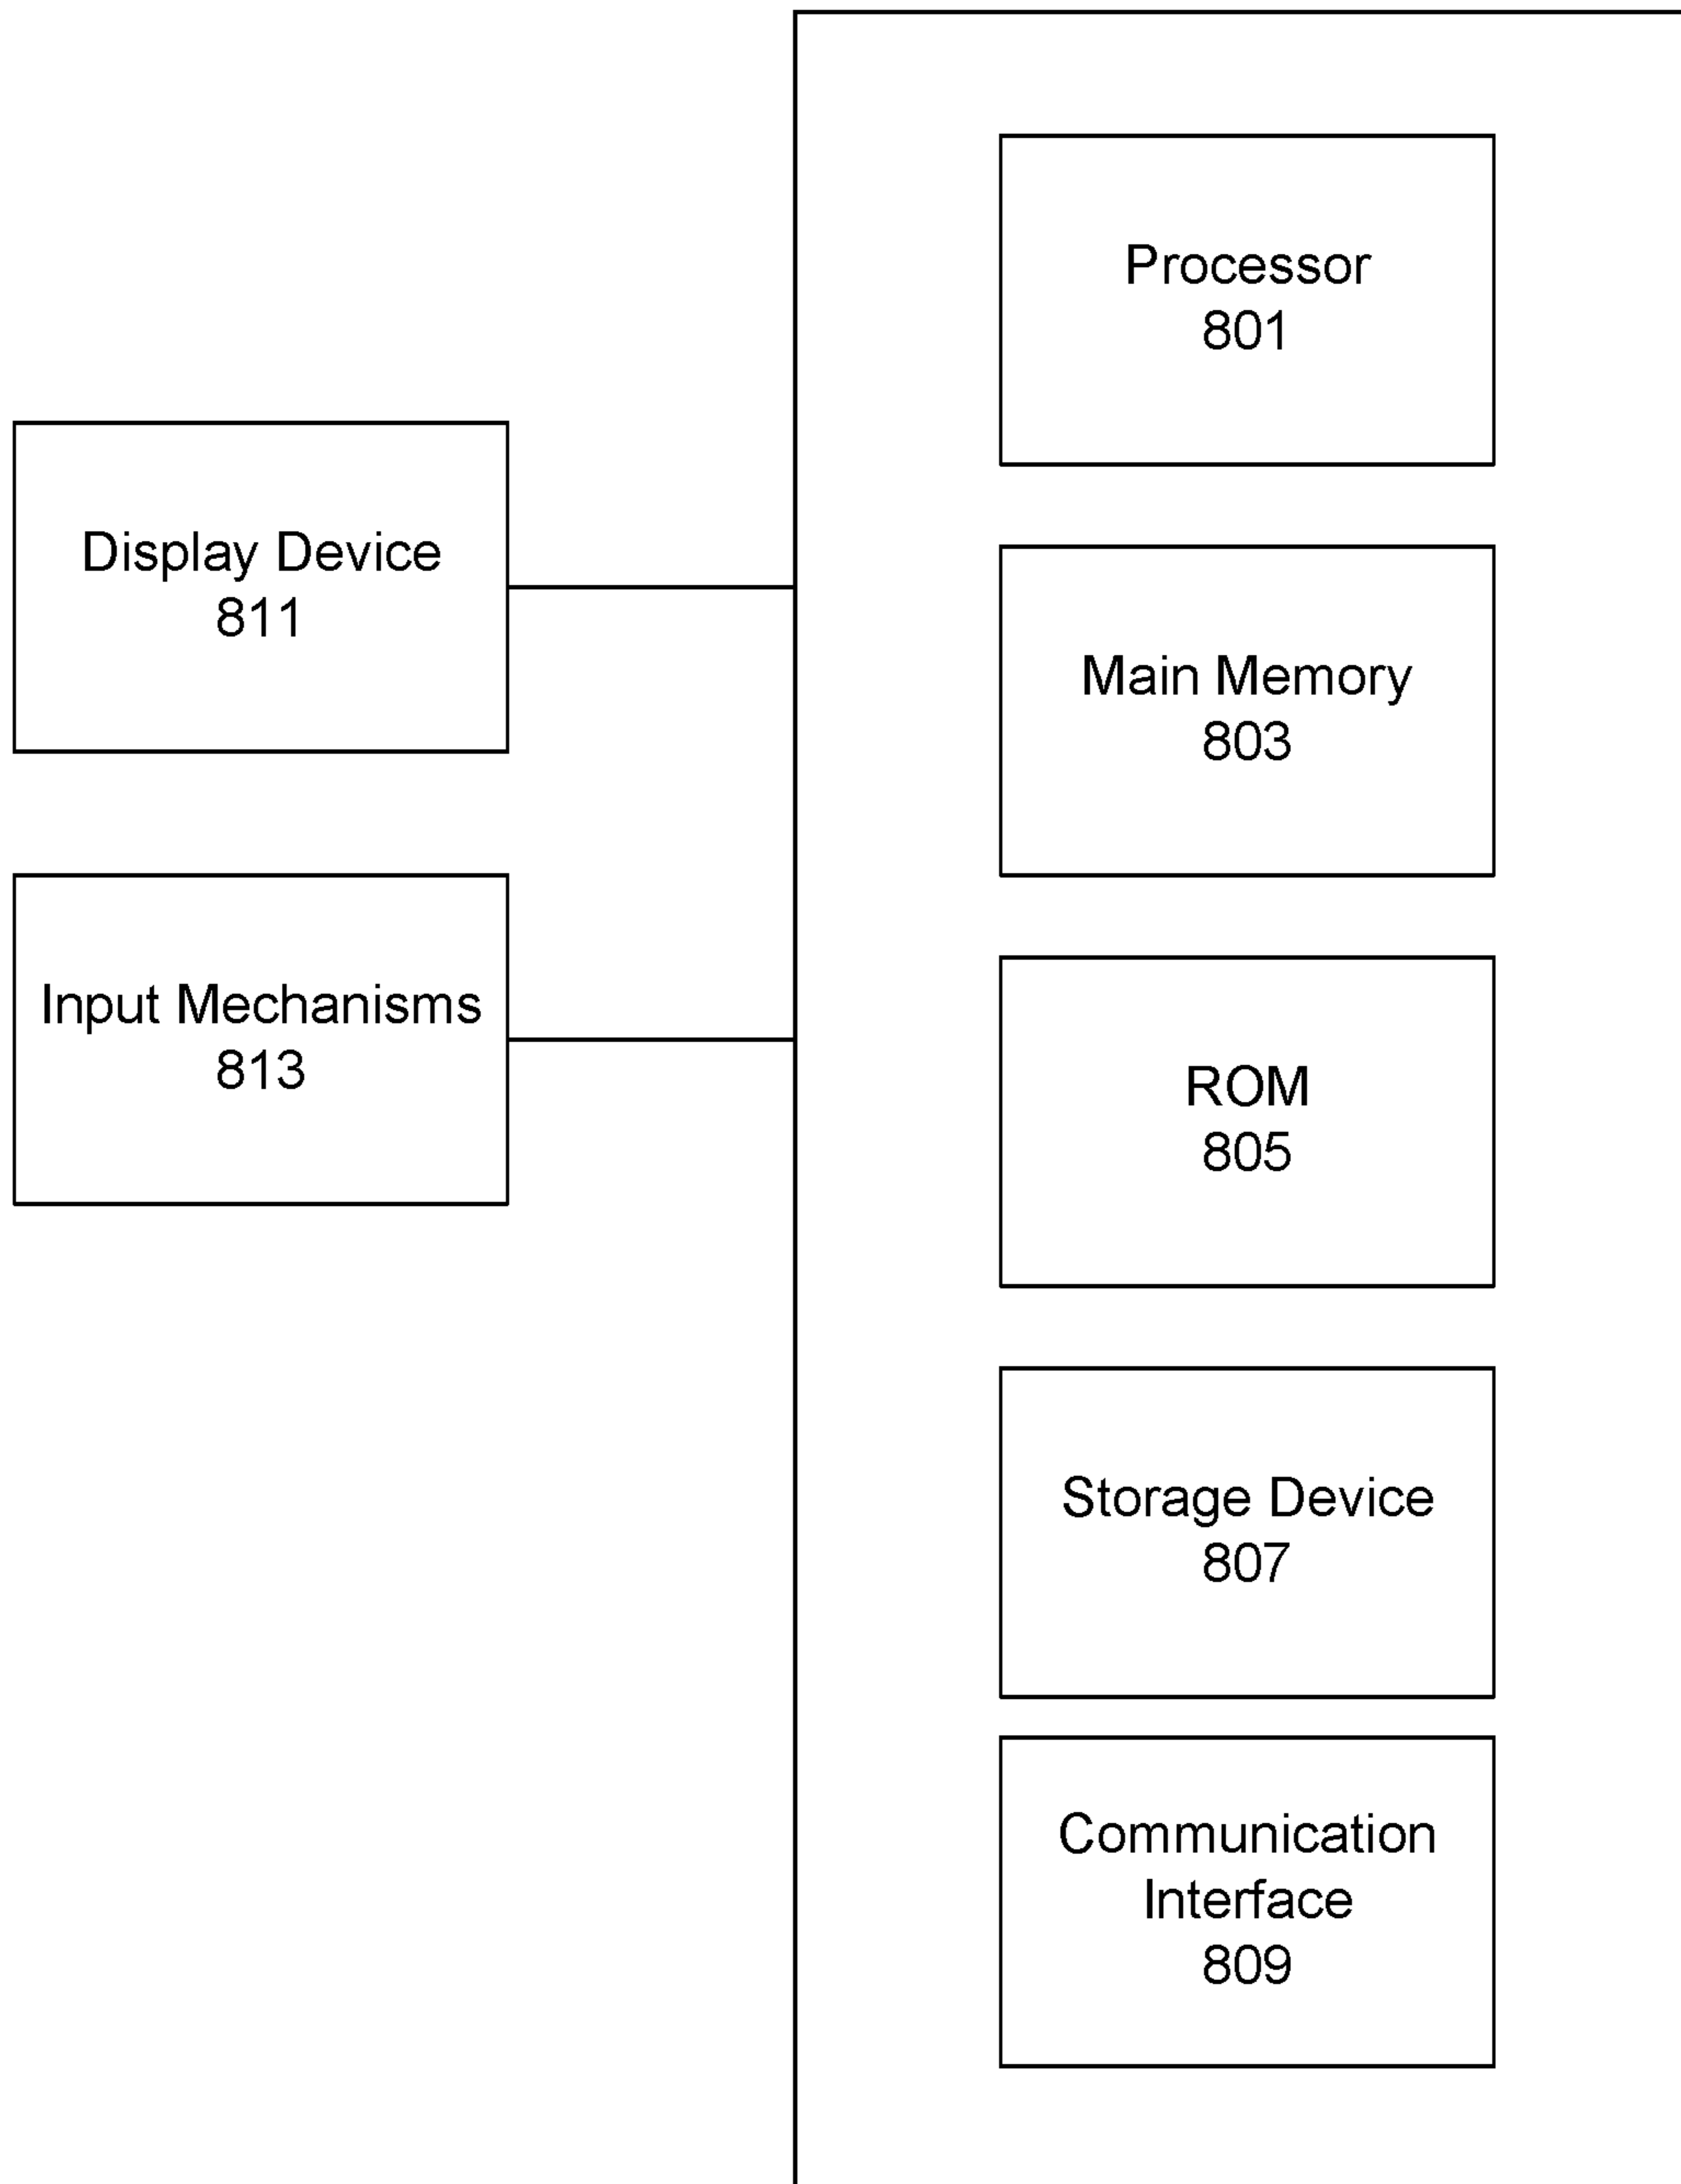 Processor
801
Display Device
811
Main Memory
803
Input Mechanisms
813
ROM
805
Storage Device
807
Communication
Interface
809